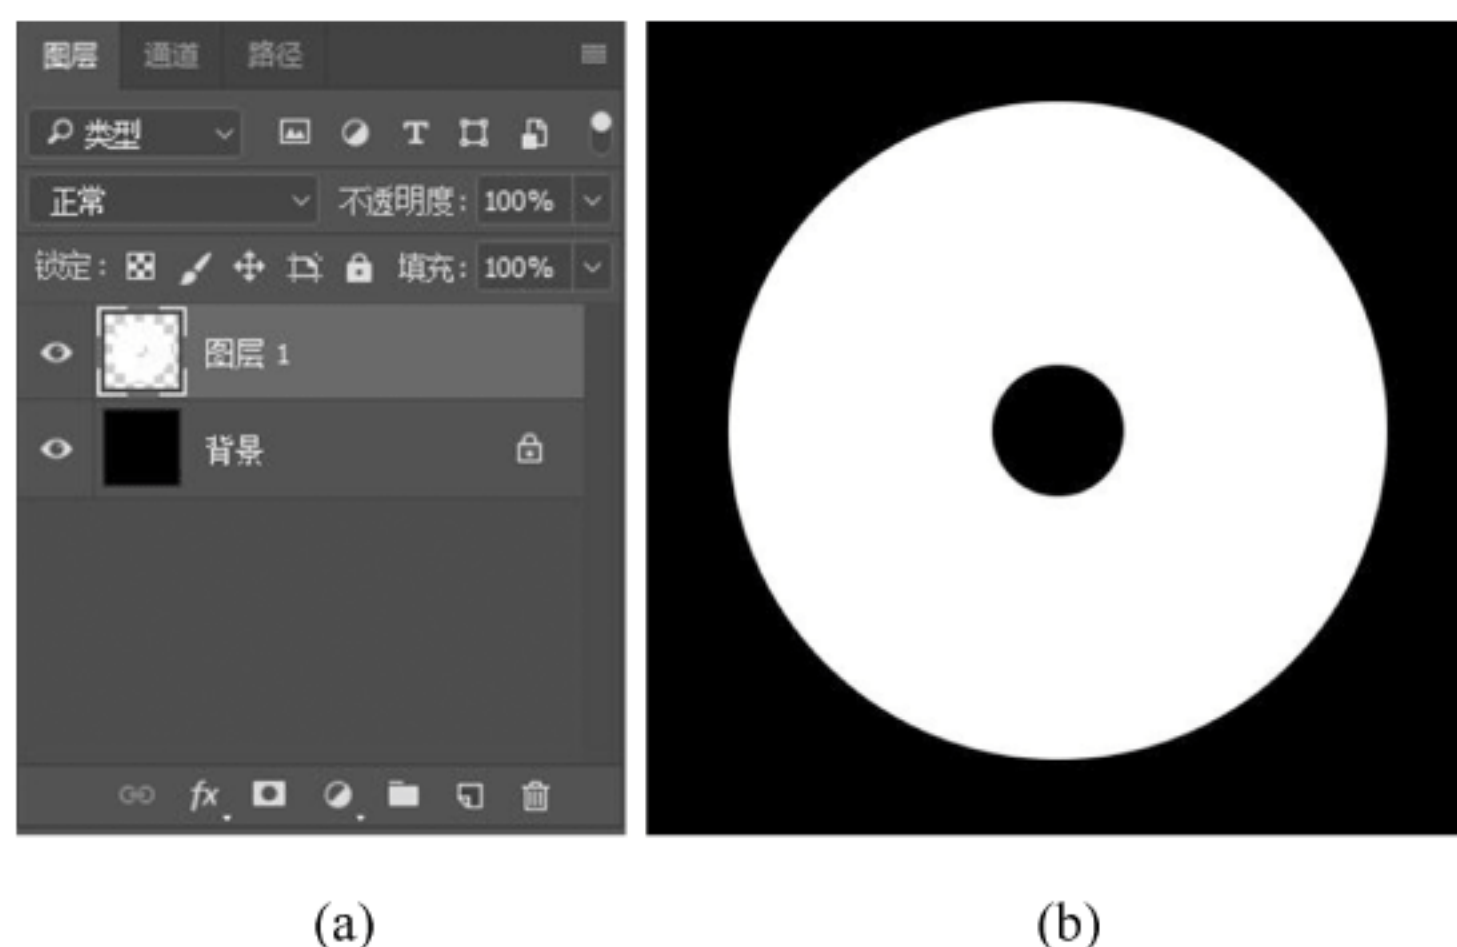 图层 通道 路径
类型
正常 不透明度: 100%
锁定: 填充: 100%
图层 1
背景
fx
(a) (b)